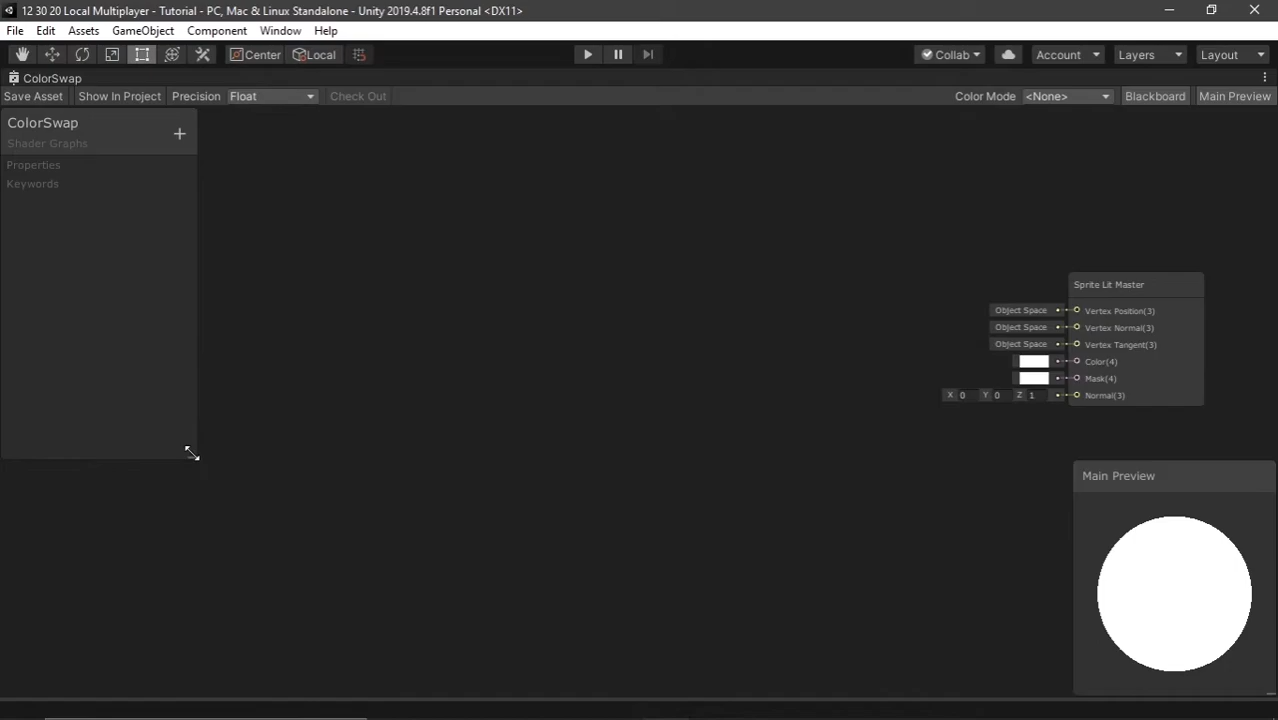 12 30 20 Local Multiplayer - Tutorial - PC, Mac & Linux Standalone - Unity 2019.4.8f1 Personal <DX11>
File Edit Assets GameObject Component Window Help
Center Local Collab Account Layers Layout
ColorSwap
Save Asset Show In Project Precision Float Check Out Color Mode <None> Blackboard Main Preview
ColorSwap
Shader Graphs
Properties
Keywords
Sprite Lit Master
Object Space Vertex Position(3)
Object Space Vertex Normal(3)
Object Space Vertex Tangent(3)
Color(4)
Mask(4)
X 0 Y 0 Z 1 Normal(3)
Main Preview